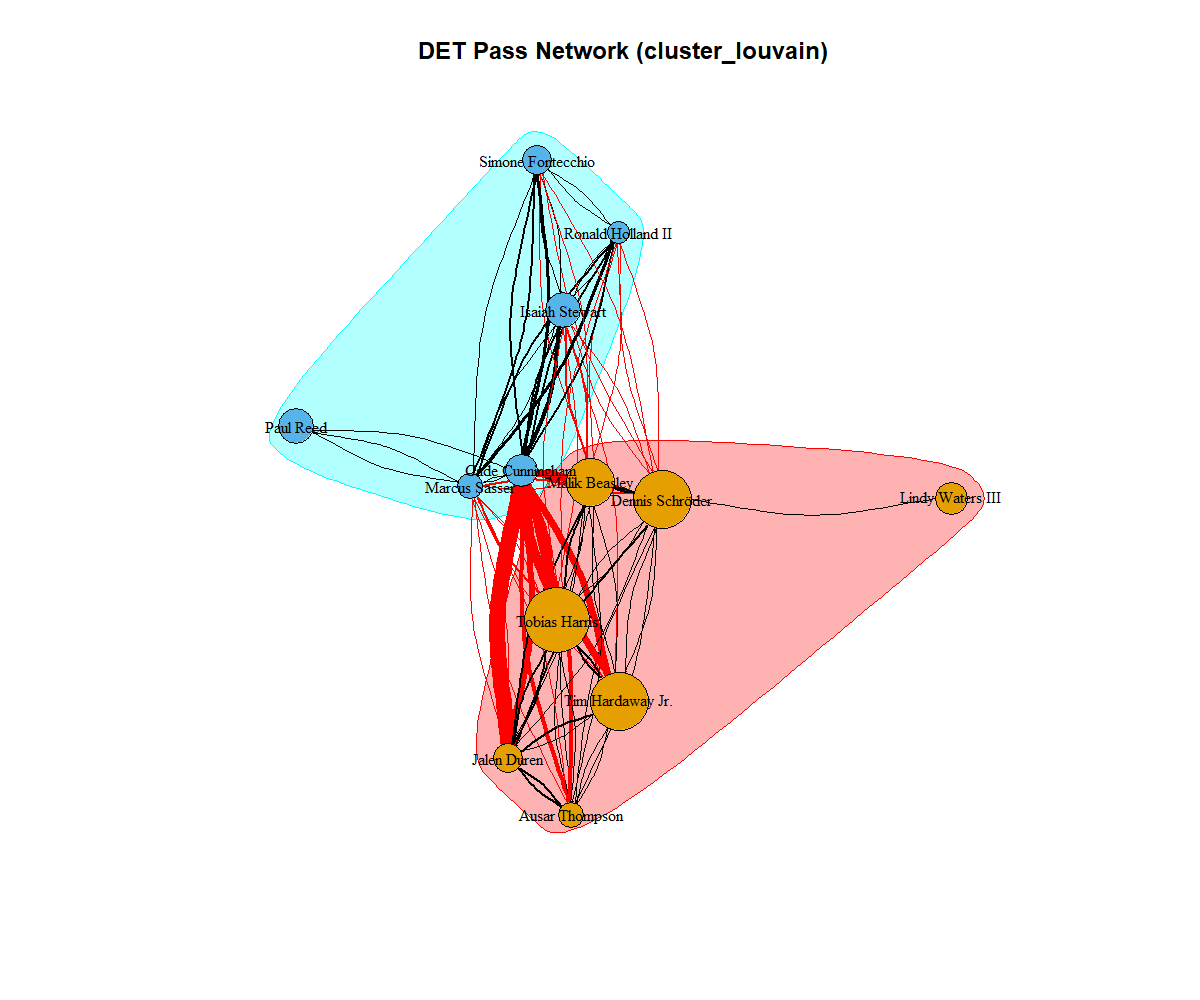 DET Pass Network (cluster_louvain)
Simone Fontecchio
Ronald Holland II
Isaiah Stewart
Paul Reed
Cade Cunningham
Marcus Sasser
Malik Beasley
Dennis Schröder
Lindy Waters III
Tobias Harris
Tim Hardaway Jr.
Jalen Duren
Ausar Thompson